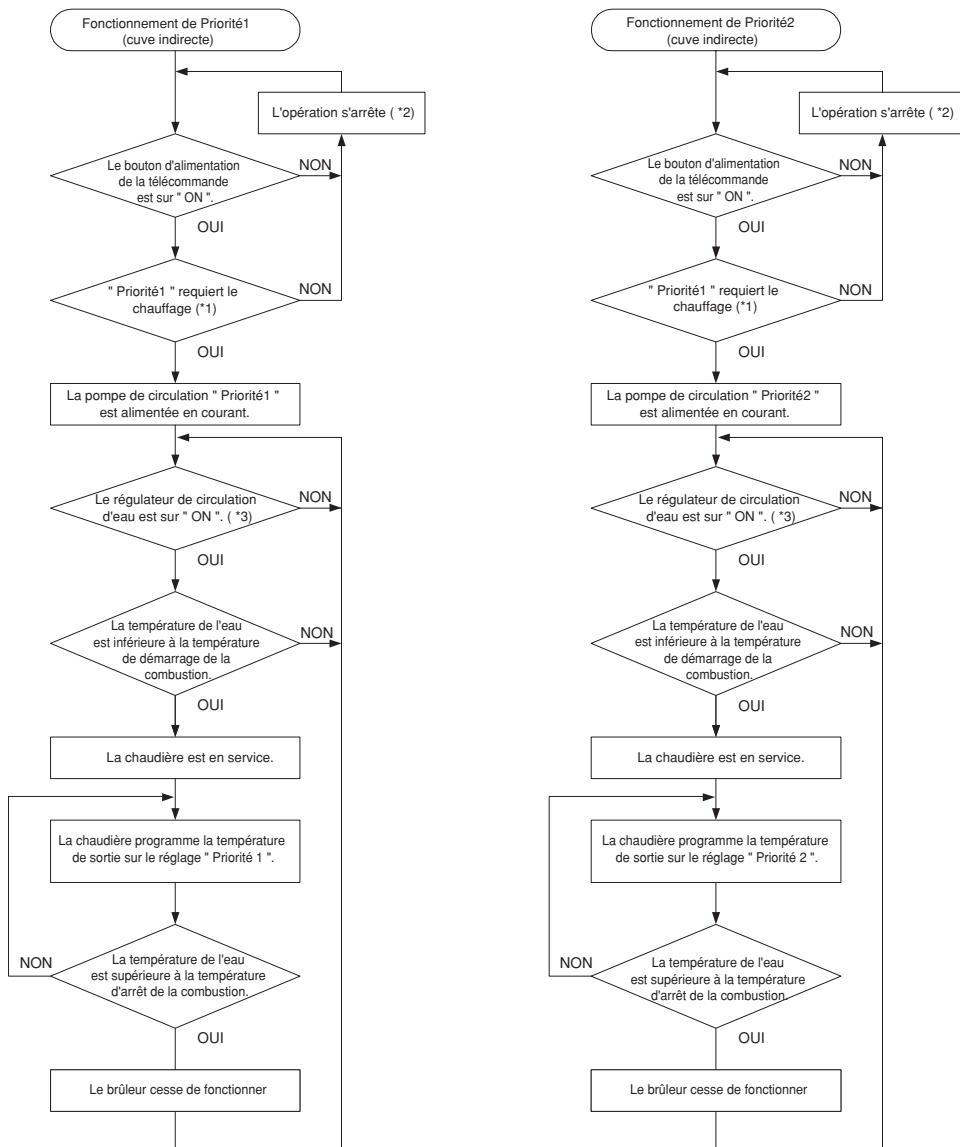 Fonctionnement de Priorité1
(cuve indirecte)
L'opération s'arrête ( *2)
Le bouton d'alimentation
de la télécommande
est sur " ON ".
NON
OUI
" Priorité1 " requiert le
chauffage (*1)
NON
OUI
La pompe de circulation " Priorité1 "
est alimentée en courant.
Le régulateur de circulation
d'eau est sur " ON ". ( *3)
NON
OUI
La température de l'eau
est inférieure à la température
de démarrage de la
combustion.
NON
OUI
La chaudière est en service.
La chaudière programme la température
de sortie sur le réglage " Priorité 1 ".
La température de l'eau
est supérieure à la température
d'arrêt de la combustion.
NON
OUI
Le brûleur cesse de fonctionner
Fonctionnement de Priorité2
(cuve indirecte)
L'opération s'arrête ( *2)
Le bouton d'alimentation
de la télécommande
est sur " ON ".
NON
OUI
" Priorité1 " requiert le
chauffage (*1)
NON
OUI
La pompe de circulation " Priorité2 "
est alimentée en courant.
Le régulateur de circulation
d'eau est sur " ON ". ( *3)
NON
OUI
La température de l'eau
est inférieure à la température
de démarrage de la
combustion.
NON
OUI
La chaudière est en service.
La chaudière programme la température
de sortie sur le réglage " Priorité 2 ".
La température de l'eau
est supérieure à la température
d'arrêt de la combustion.
NON
OUI
Le brûleur cesse de fonctionner